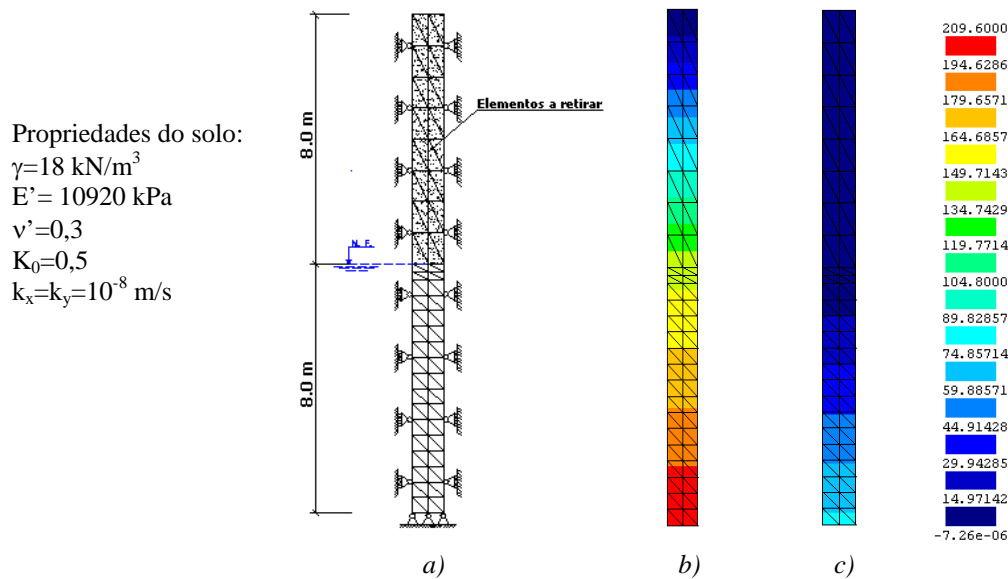 Propriedades do solo:
γ=18 kN/m³
E’= 10920 kPa
ν’=0,3
K₀=0,5
kₓ=kᵧ=10⁻⁸ m/s
8.0 m
8.0 m
Elementos a retirar
N. F.
a)
b)
c)
209.6000
194.6286
179.6571
164.6857
149.7143
134.7429
119.7714
104.8000
89.82857
74.85714
59.88571
44.91428
29.94285
14.97142
-7.26e-06